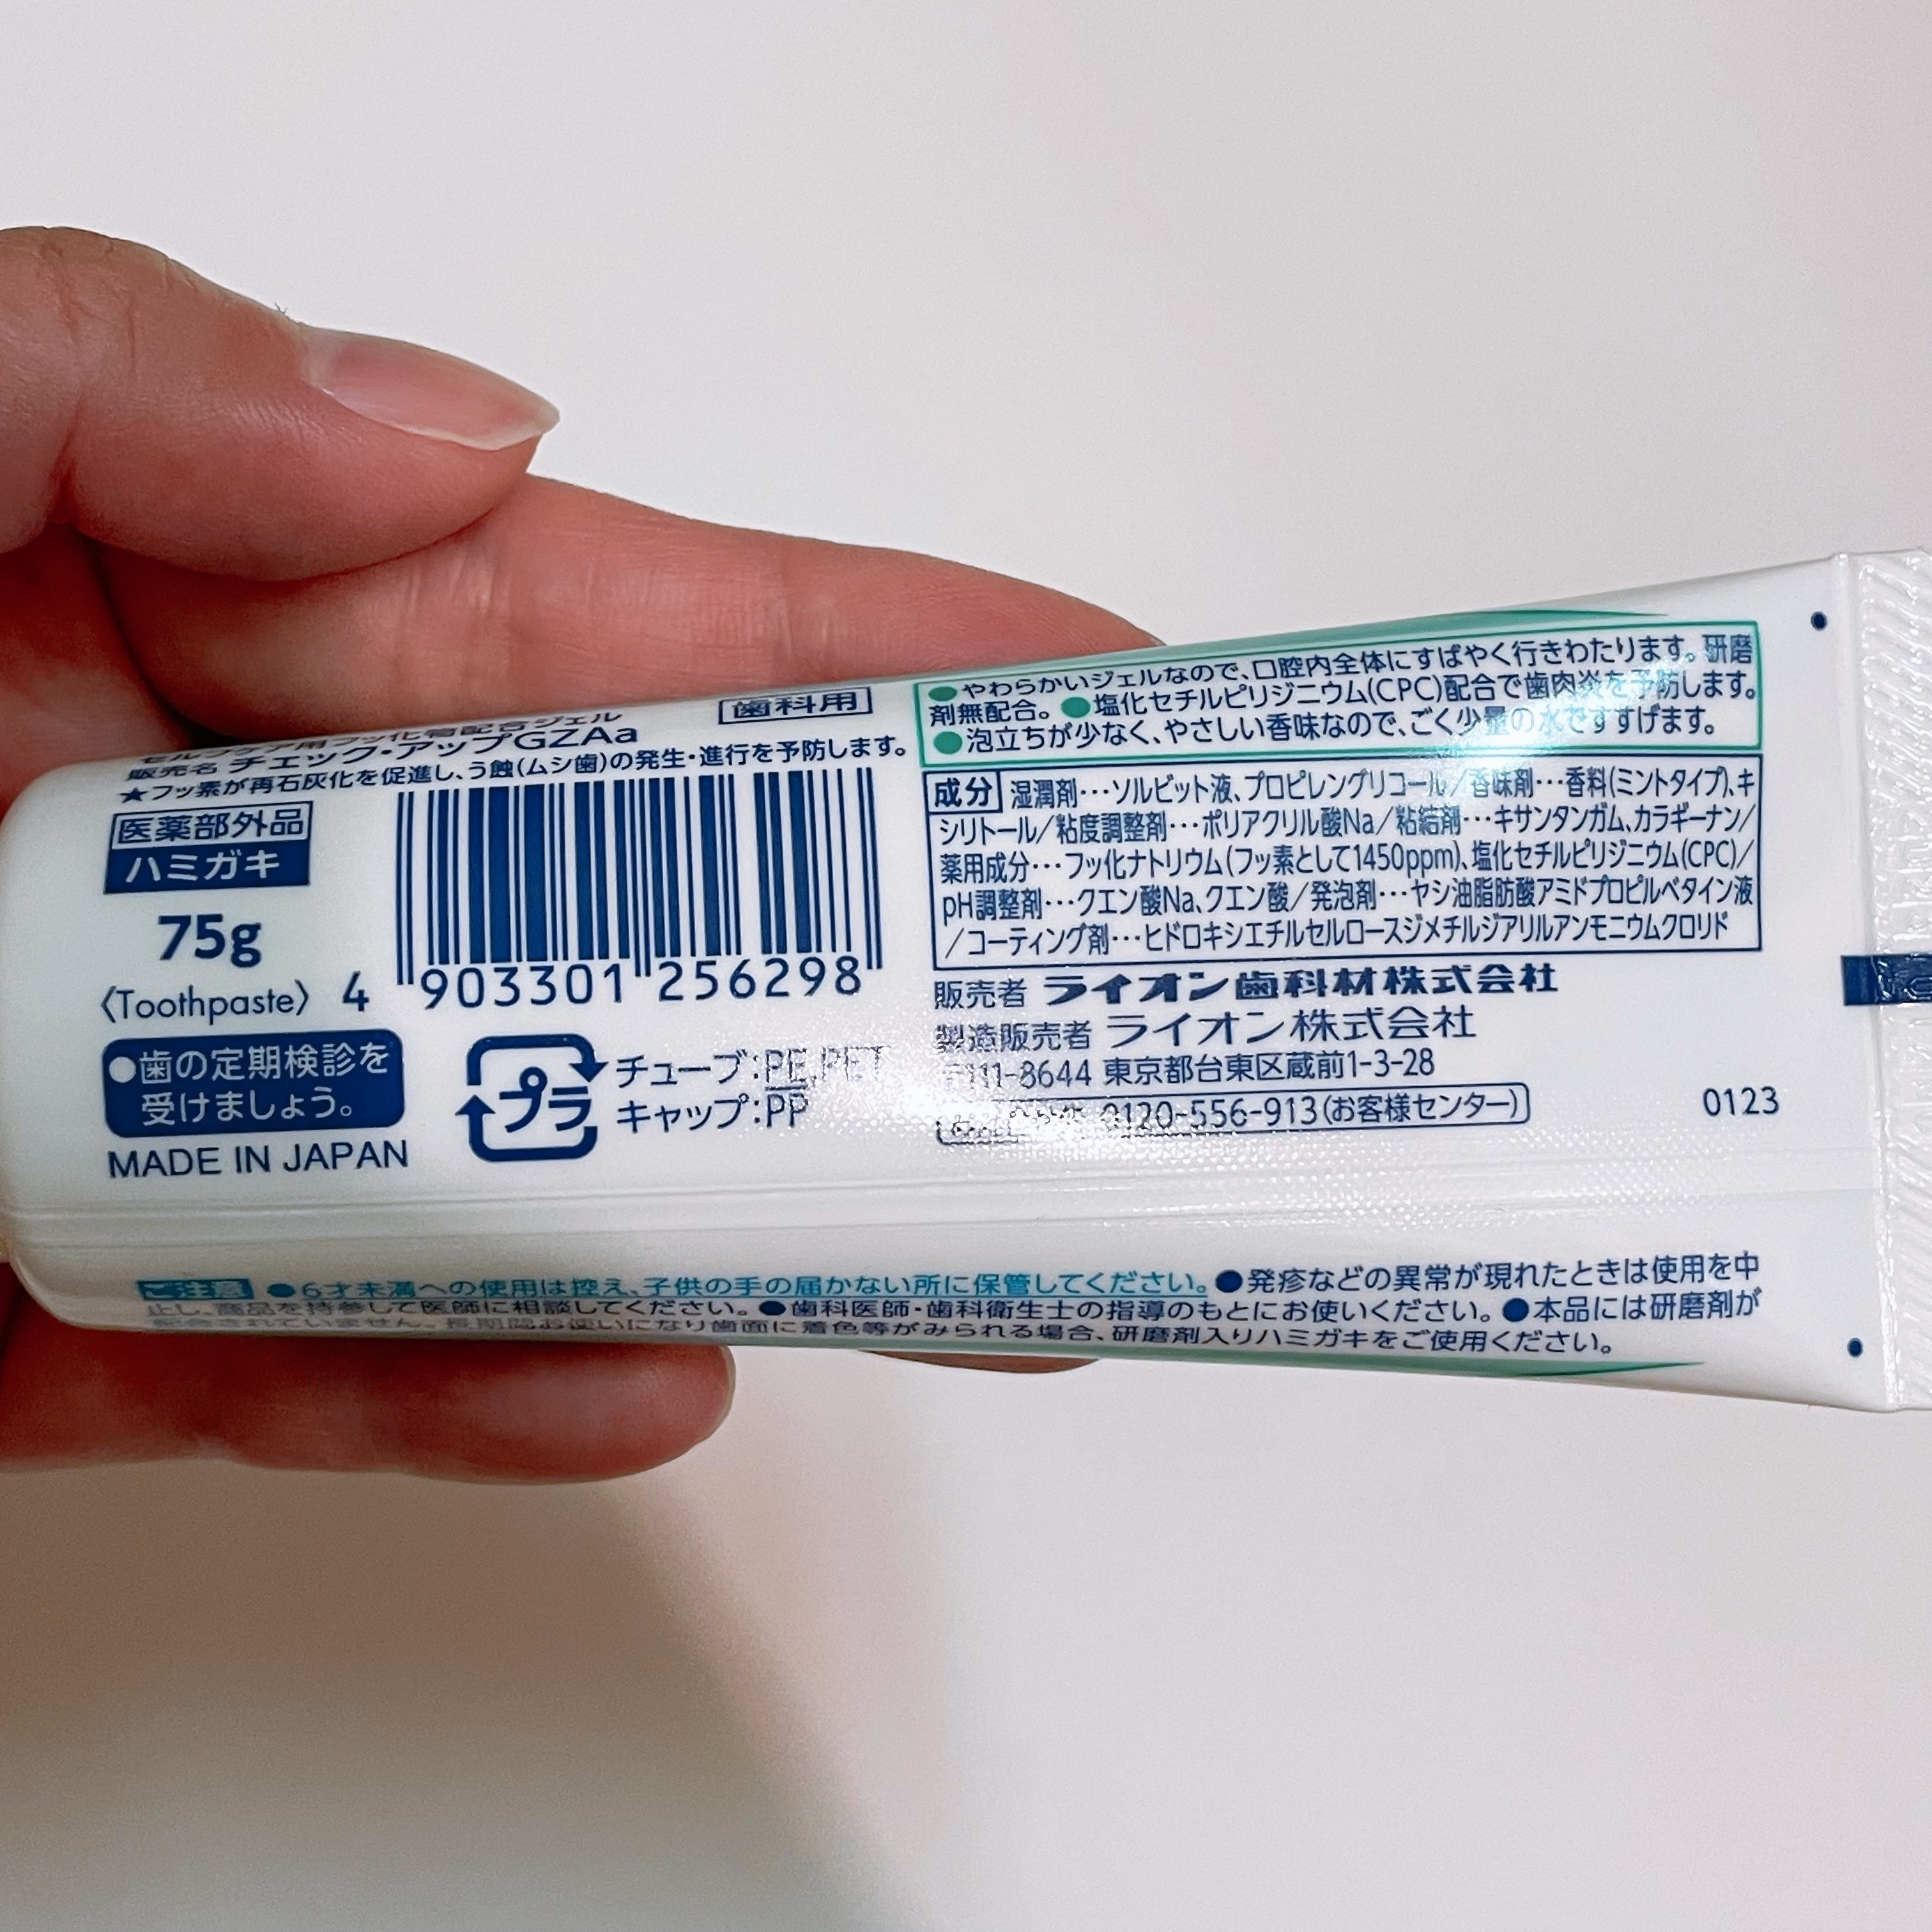 セルフケア用フッ化物配合ジェル
歯科用
販売名 チェック・アップGZAa
★フッ素が再石灰化を促進し、う蝕(ムシ歯)の発生・進行を予防します。
医薬部外品
ハミガキ
75g
〈Toothpaste〉
4 903301 256298
●歯の定期検診を
受けましょう。
MADE IN JAPAN
プラ
チューブ:PE,PET
キャップ:PP
●やわらかいジェルなので、口腔内全体にすばやく行きわたります。研磨
剤無配合。 ●塩化セチルピリジニウム(CPC)配合で歯肉炎を予防します。
●泡立ちが少なく、やさしい香味なので、ごく少量の水ですすげます。
成分 湿潤剤…ソルビット液、プロピレングリコール/香味剤…香料(ミントタイプ)、キ
シリトール/粘度調整剤…ポリアクリル酸Na/粘結剤…キサンタンガム、カラギーナン/
薬用成分…フッ化ナトリウム(フッ素として1450ppm)、塩化セチルピリジニウム(CPC)/
pH調整剤…クエン酸Na、クエン酸/発泡剤…ヤシ油脂肪酸アミドプロピルベタイン液
/コーティング剤…ヒドロキシエチルセルロースジメチルジアリルアンモニウムクロリド
販売者 ライオン歯科材株式会社
製造販売者 ライオン株式会社
〒111-8644 東京都台東区蔵前1-3-28
0120-556-913(お客様センター)
0123
ご注意 ●6才未満への使用は控え、子供の手の届かない所に保管してください。●発疹などの異常が現れたときは使用を中
止し、商品を持参して医師に相談してください。●歯科医師・歯科衛生士の指導のもとにお使いください。●本品には研磨剤が
配合されていません。長期間お使いになり歯面に着色等がみられる場合、研磨剤入りハミガキをご使用ください。